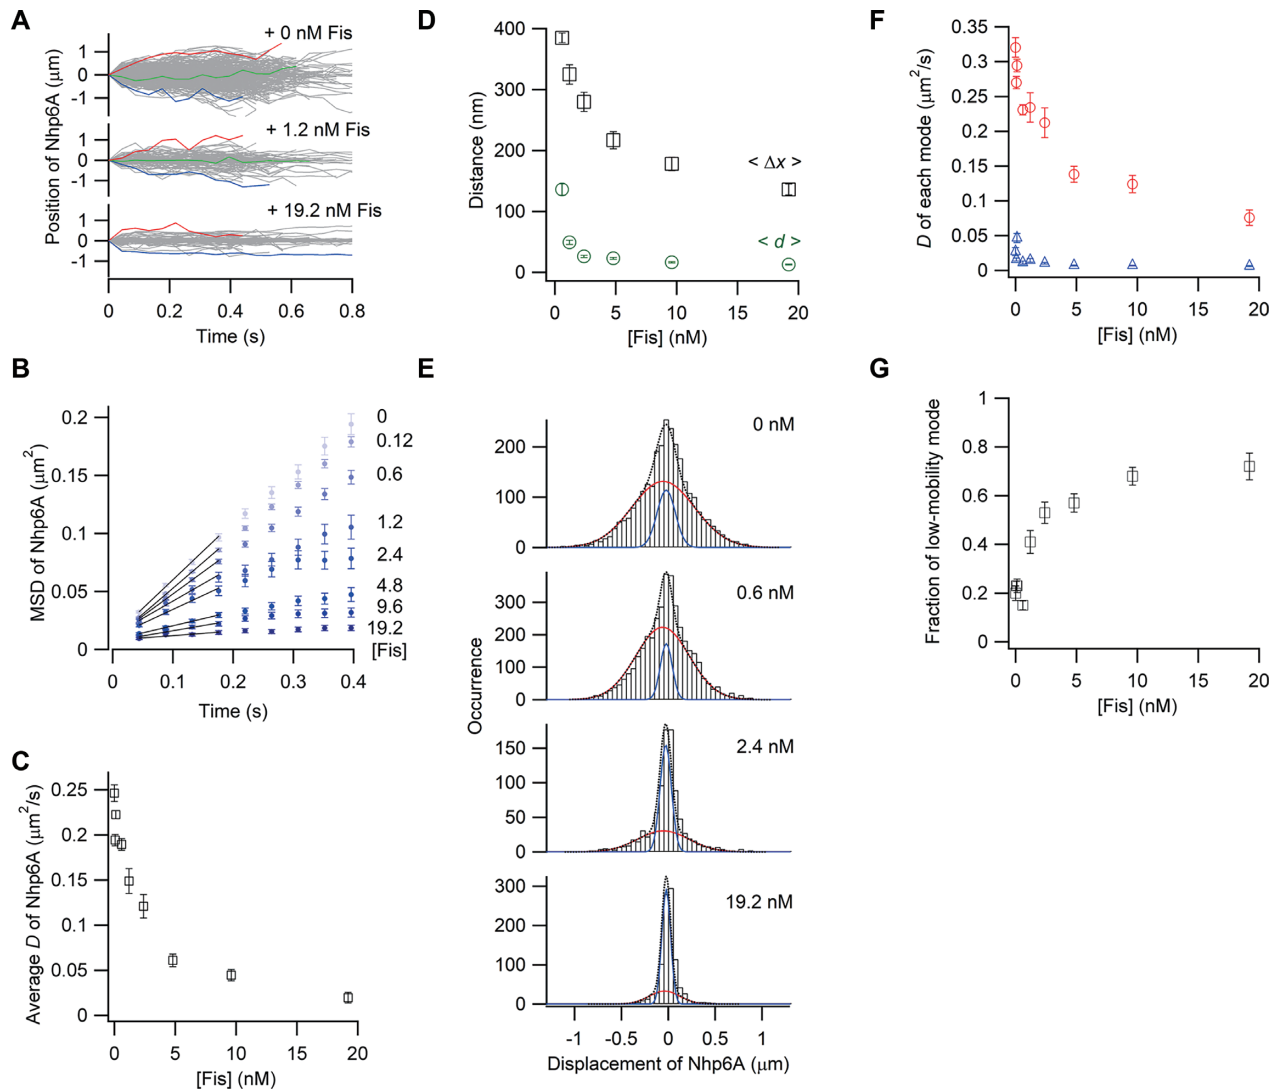 A
+ 0 nM Fis
1
0
-1
+ 1.2 nM Fis
1
0
-1
+ 19.2 nM Fis
1
0
-1
Position of Nhp6A (μm)
0 0.2 0.4 0.6 0.8
Time (s)
B
0.2
0.15
0.1
0.05
0
MSD of Nhp6A (μm2)
0
0.12
0.6
1.2
2.4
4.8
9.6
19.2
[Fis]
0 0.1 0.2 0.3 0.4
Time (s)
C
0.25
0.2
0.15
0.1
0.05
0
Average D of Nhp6A (μm2/s)
0 5 10 15 20
[Fis] (nM)
D
400
300
200
100
0
Distance (nm)
< Δx >
< d >
0 5 10 15 20
[Fis] (nM)
E
0 nM
200
100
0
0.6 nM
300
200
100
0
2.4 nM
150
100
50
0
19.2 nM
300
200
100
0
Occurrence
-1 -0.5 0 0.5 1
Displacement of Nhp6A (μm)
F
0.35
0.3
0.25
0.2
0.15
0.1
0.05
0
D of each mode (μm2/s)
0 5 10 15 20
[Fis] (nM)
G
1
0.8
0.6
0.4
0.2
0
Fraction of low-mobility mode
0 5 10 15 20
[Fis] (nM)